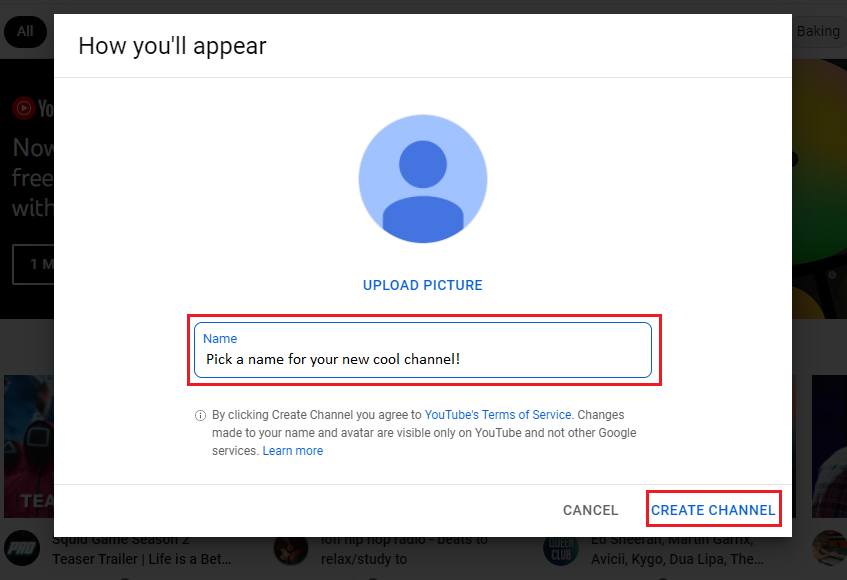 All
Baking
How you'll appear
You
Now
free
with
1 M
UPLOAD PICTURE
Name
Pick a name for your new cool channel!
By clicking Create Channel you agree to YouTube's Terms of Service. Changes
made to your name and avatar are visible only on YouTube and not other Google
services. Learn more
TEA
CANCEL
CREATE CHANNEL
PRO
Squid Game Season 2
Teaser Trailer | Life is a Bet...
lofi hip hop radio - beats to
relax/study to
CLUB
Ed Sheeran, Martin Garrix,
Avicii, Kygo, Dua Lipa, The...